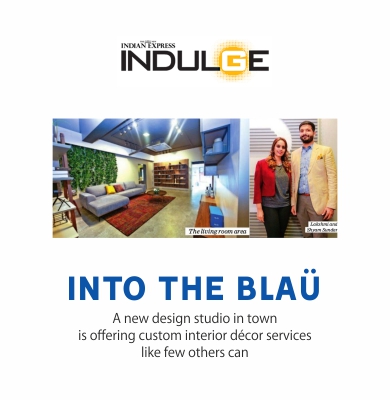 INDIAN EXPRESS
INDULGE
The living room area
Lakshmi and
Shyam Sundar
INTO THE BLAÜ
A new design studio in town
is offering custom interior décor services
like few others can